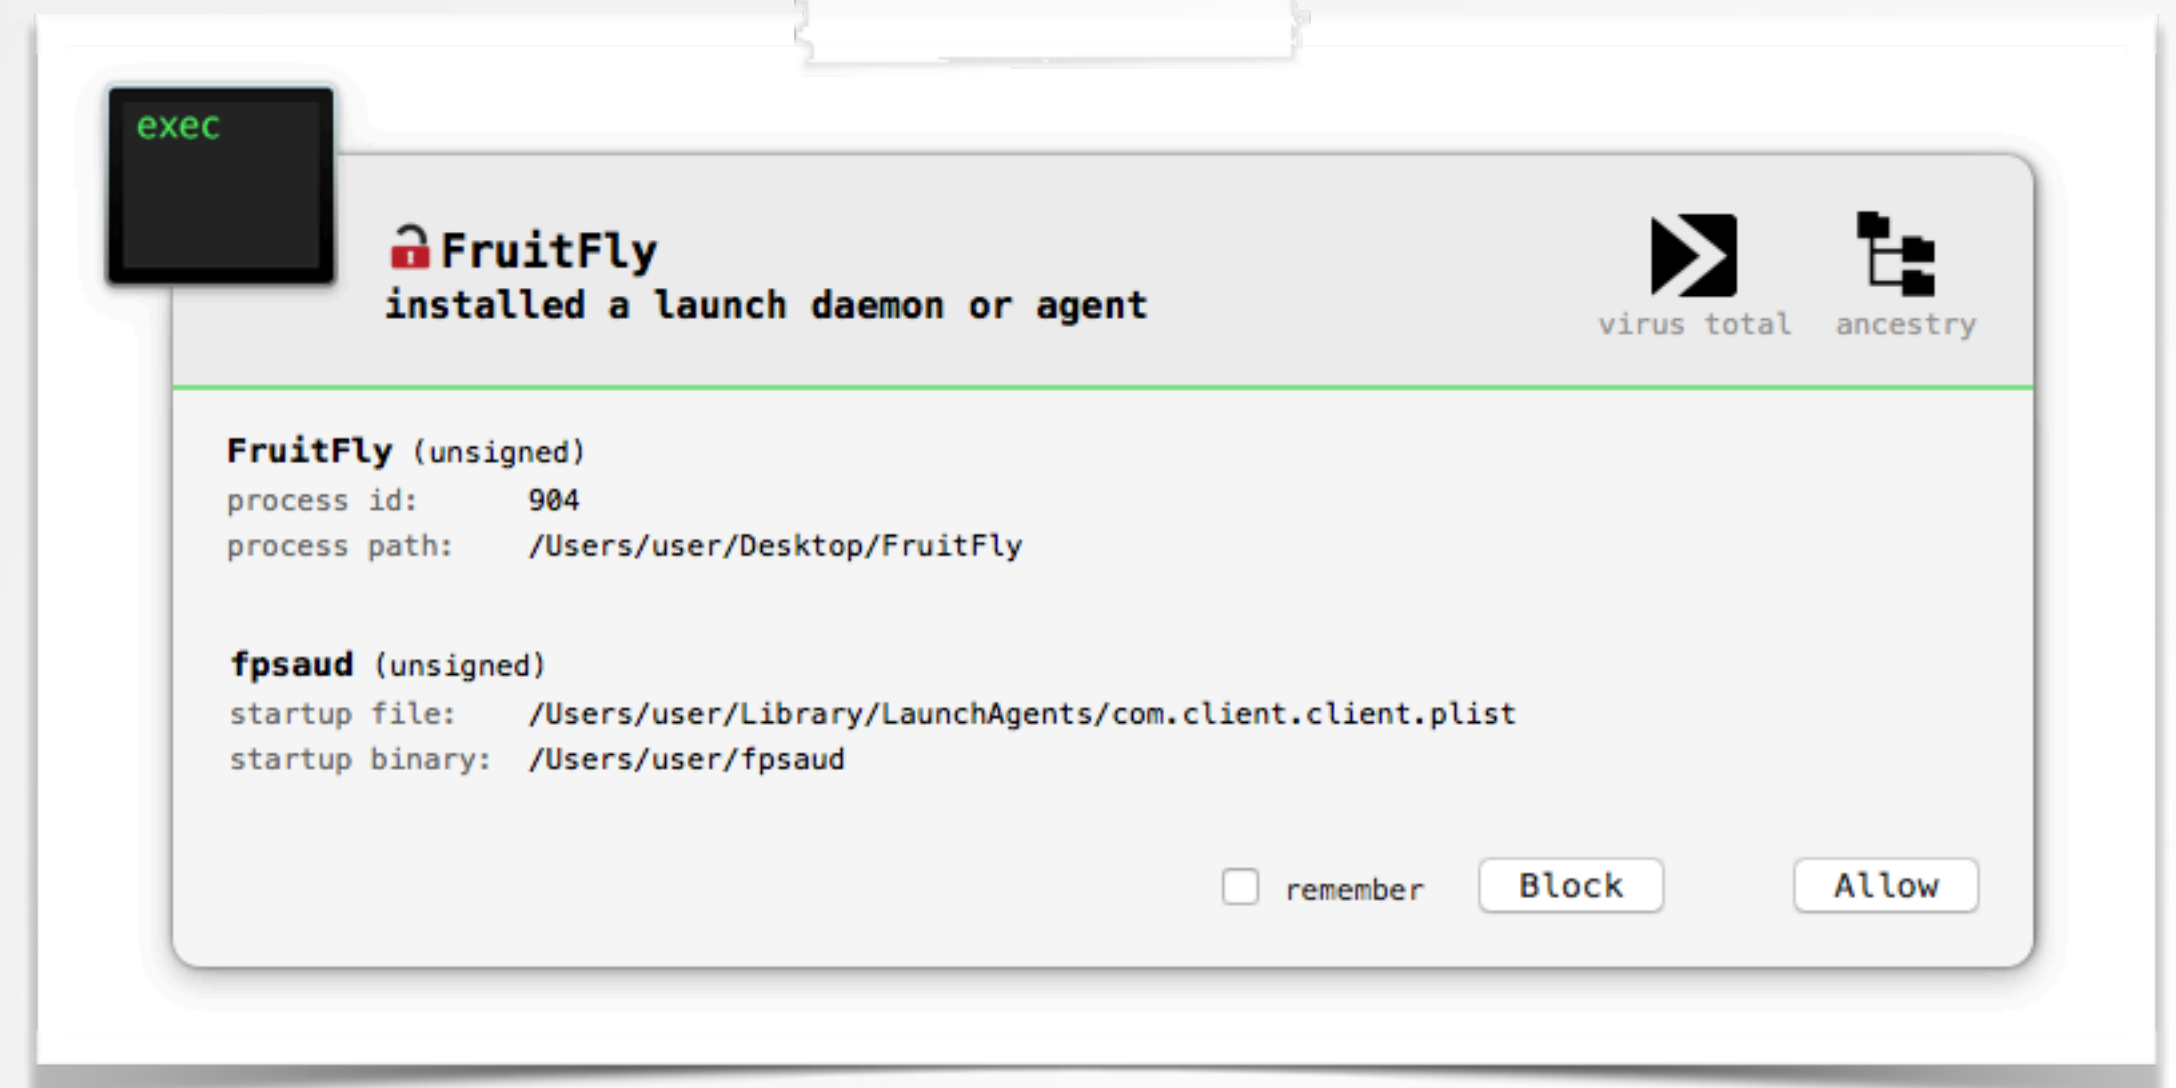 exec
FruitFly
installed a launch daemon or agent
virus total
ancestry
FruitFly (unsigned)
process id: 904
process path: /Users/user/Desktop/FruitFly
fpsaud (unsigned)
startup file: /Users/user/Library/LaunchAgents/com.client.client.plist
startup binary: /Users/user/fpsaud
remember
Block
Allow